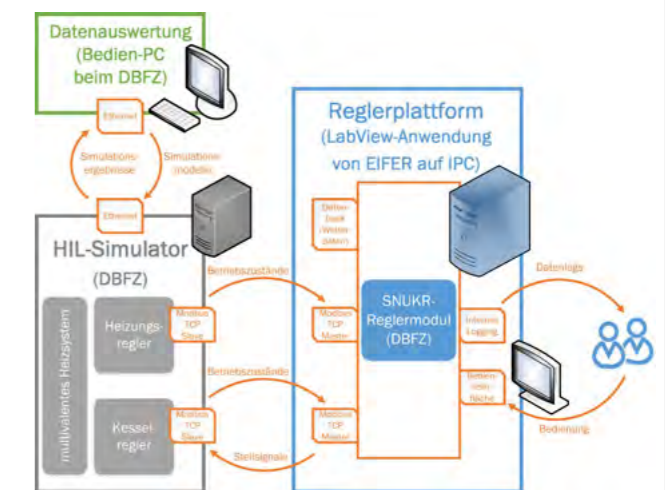 Datenauswertung
(Bedien-PC
beim DBFZ)
Ethernet
Simulations-
ergebnisse
Simulations-
modelle
Ethernet
HIL-Simulator
(DBFZ)
multivalentes Heizsystem
Heizungs-
regler
Modbus
TCP
Slave
Kessel-
regler
Modbus
TCP
Slave
Betriebszustände
Betriebszustände
Stellsignale
Reglerplattform
(LabView-Anwendung
von EIFER auf IPC)
Modbus
TCP
Master
Modbus
TCP
Master
SNUKR-
Reglermodul
(DBFZ)
Internes
Logging
Datenlogs
Bedienung